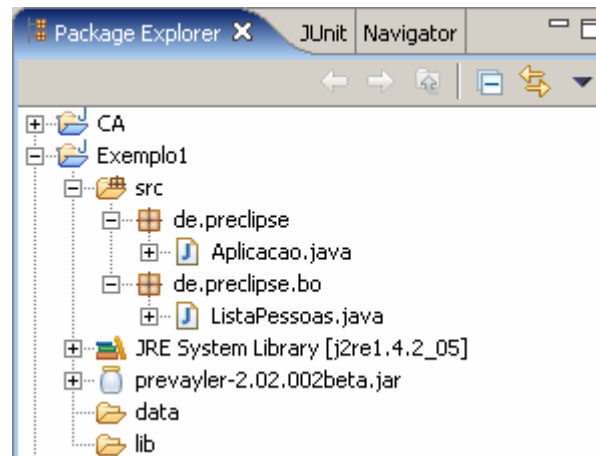 Package Explorer JUnit Navigator
CA
Exemplo1
src
de.preclipse
Aplicacao.java
de.preclipse.bo
ListaPessoas.java
JRE System Library [j2re1.4.2_05]
prevayler-2.02.002beta.jar
data
lib